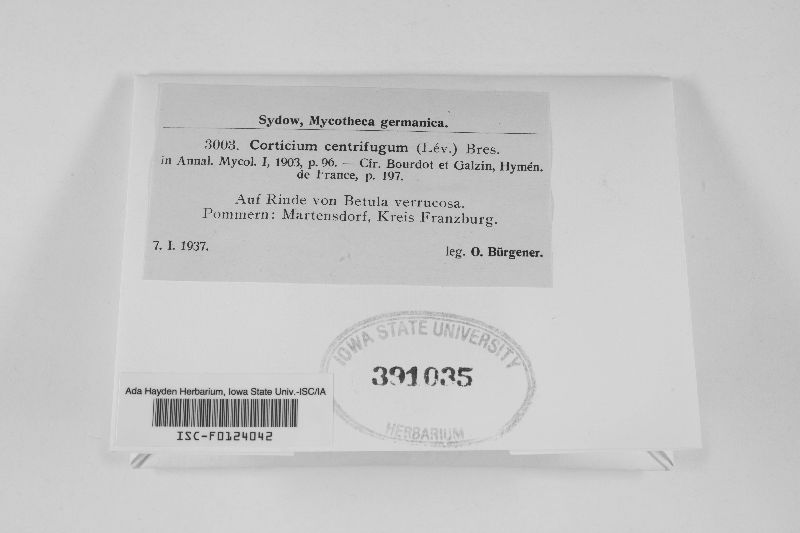 Sydow, Mycotheca germanica.
3003. Corticium centrifugum (Lév.) Bres.
in Annal. Mycol. I, 1903, p. 96. — Cfr. Bourdot et Galzin, Hymén.
de France, p. 197.
Auf Rinde von Betula verrucosa.
Pommern: Martensdorf, Kreis Franzburg.
7. I. 1937. leg. O. Bürgener.
IOWA STATE UNIVERSITY
391035
HERBARIUM
Ada Hayden Herbarium, Iowa State Univ.-ISC/IA
ISC-F0124042